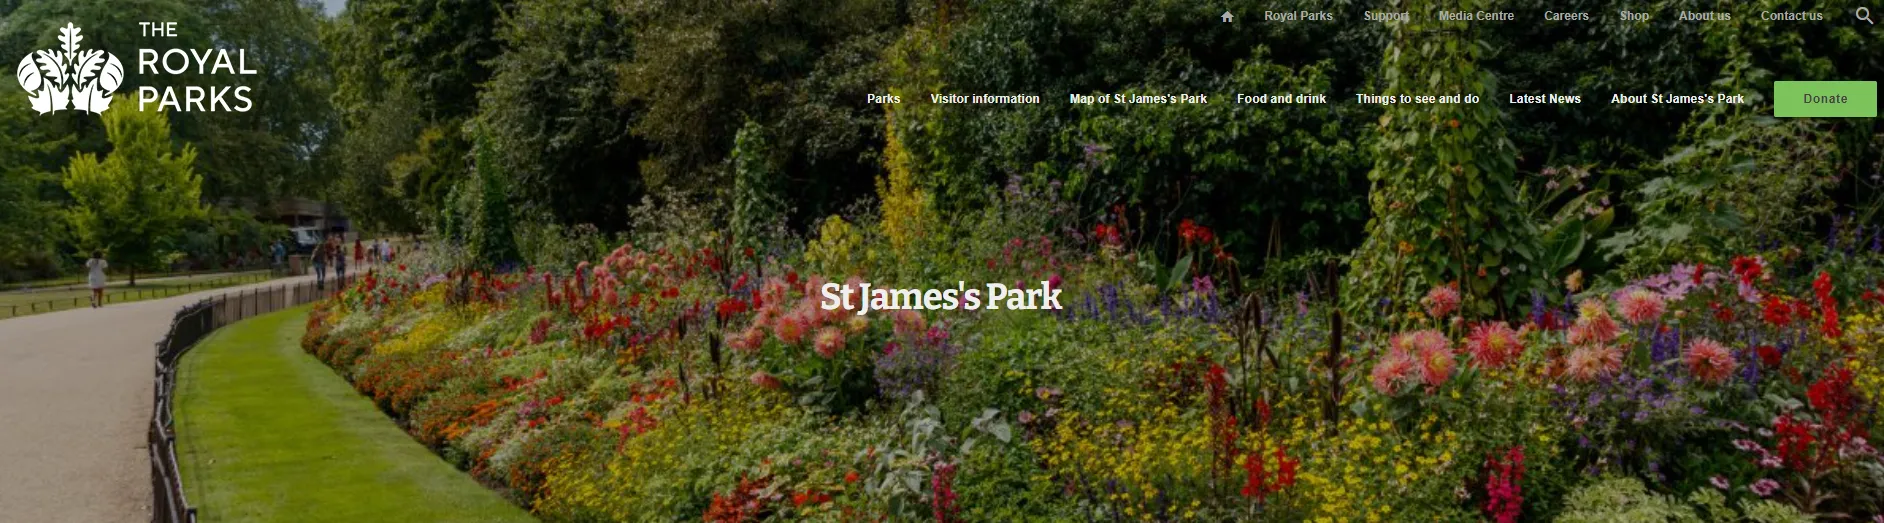 THE
ROYAL
PARKS
Royal Parks Support Media Centre Careers Shop About us Contact us
Parks Visitor information Map of St James's Park Food and drink Things to see and do Latest News About St James's Park Donate
St James's Park